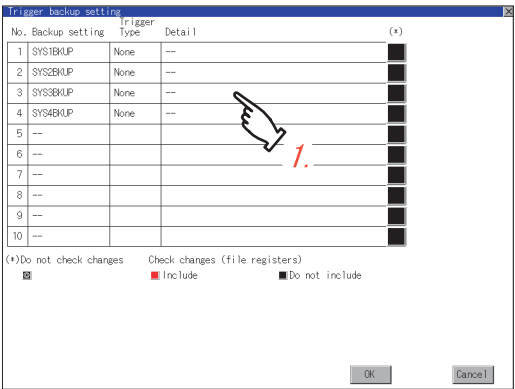 Trigger backup setting
No. Backup setting Trigger Type Detail (*)
1 SYS1BKUP None --
2 SYS2BKUP None --
3 SYS3BKUP None --
4 SYS4BKUP None --
5 --
6 --
7 --
8 --
9 --
10 --
1.
(*)Do not check changes Check changes (file registers)
Include Do not include
OK Cancel